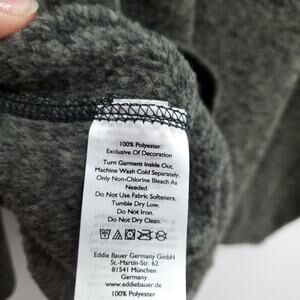 100% Polyester
Exclusive Of Decoration
Turn Garment Inside Out.
Machine Wash Cold Separately.
Only Non-Chlorine Bleach As
Needed.
Do Not Use Fabric Softeners.
Tumble Dry Low.
Do Not Iron.
Do Not Dry Clean.
Eddie Bauer Germany GmbH
St.-Martin-Str. 62
81541 München
Germany
www.eddiebauer.de
100% Polyester